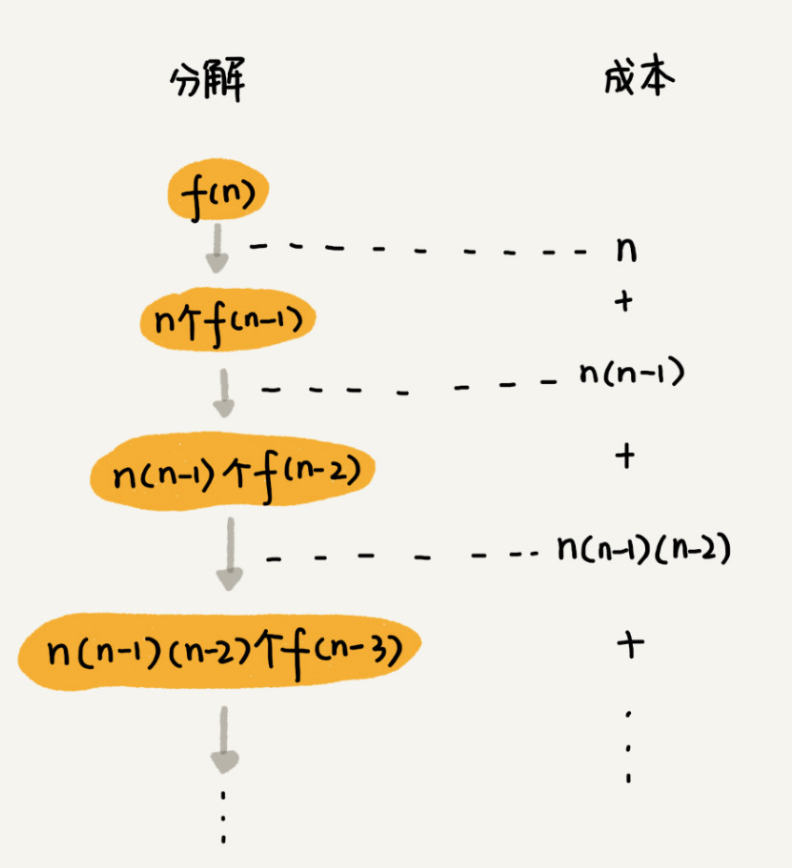 分解 成本
f(n)
n
+
n个f(n-1)
n(n-1)
+
n(n-1)个f(n-2)
n(n-1)(n-2)
+
n(n-1)(n-2)个f(n-3)